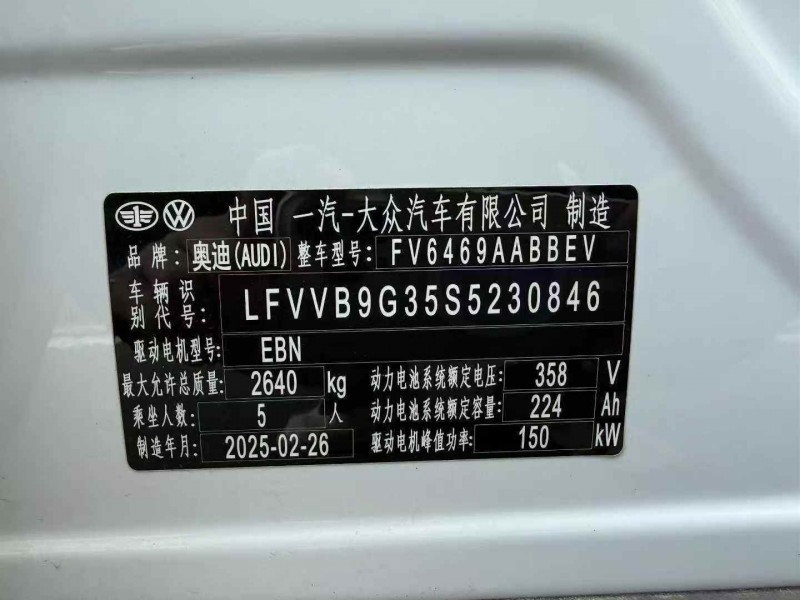 中国 一汽-大众汽车有限公司 制造
品牌: 奥迪(AUDI) 整车型号: FV6469AABBEV
车辆识别代号: LFVVB9G35S5230846
驱动电机型号: EBN
最大允许总质量: 2640 kg 动力电池系统额定电压: 358 V
乘坐人数: 5 人 动力电池系统额定容量: 224 Ah
制造年月: 2025-02-26 驱动电机峰值功率: 150 kW